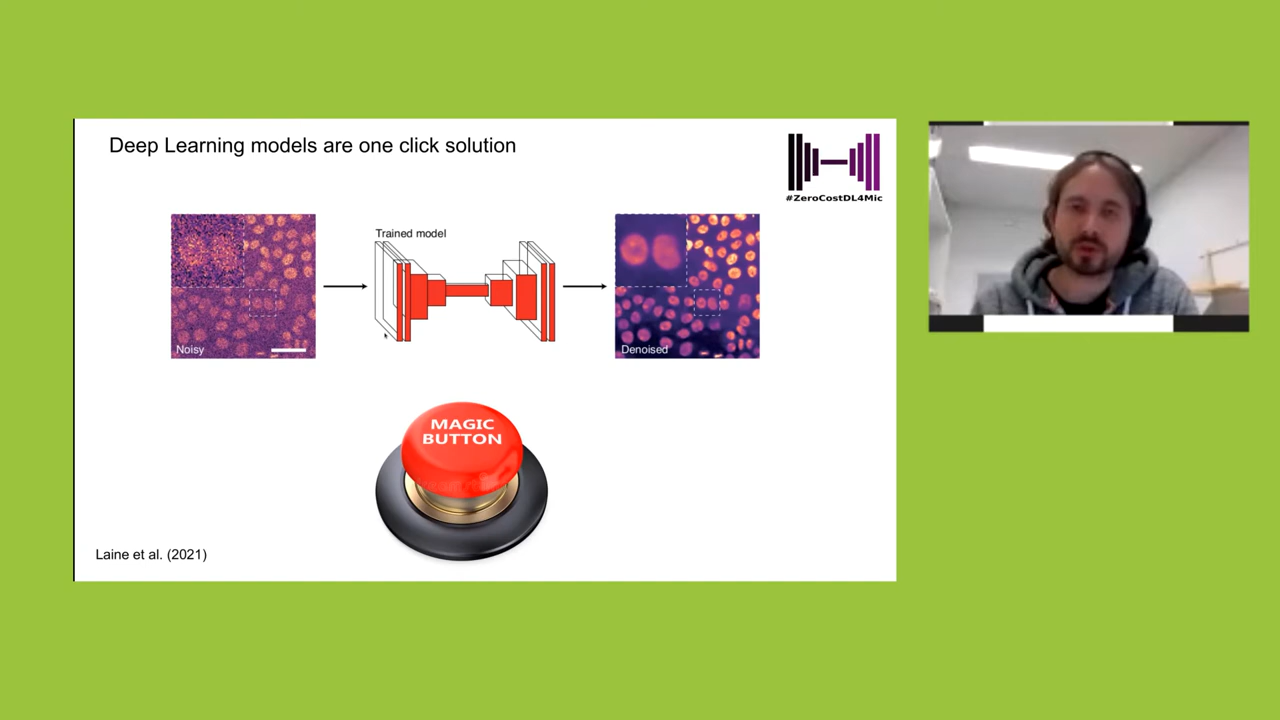 Deep Learning models are one click solution
#ZeroCostDL4Mic
Trained model
Noisy
Denoised
MAGIC
BUTTON
Laine et al. (2021)